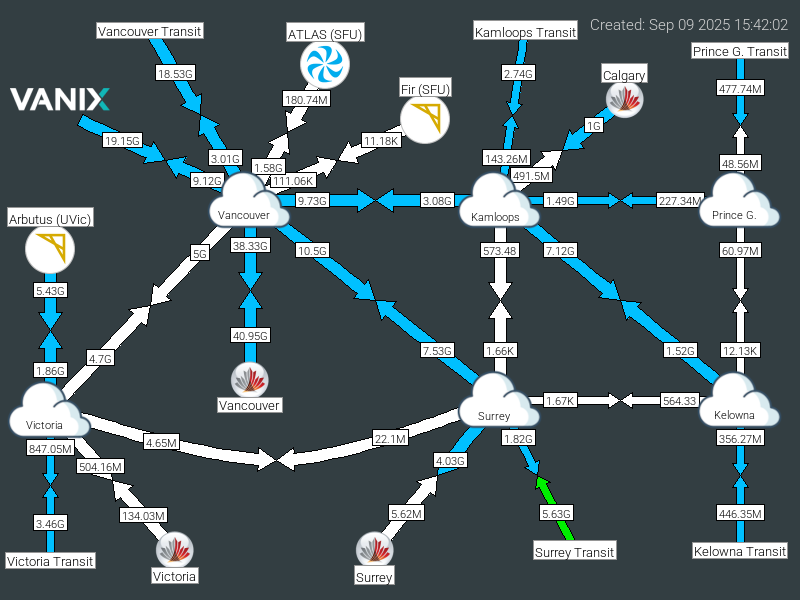 Created: Sep 09 2025 15:42:02
Vancouver Transit
ATLAS (SFU)
Kamloops Transit
Prince G. Transit
18.53G
2.74G
Calgary
477.74M
VANIX
180.74M
Fir (SFU)
1G
19.15G
11.18K
3.01G
143.26M
48.56M
1.58G
491.5M
9.12G
111.06K
9.73G
3.08G
1.49G
227.34M
Vancouver
Kamloops
Prince G.
Arbutus (UVic)
5G
38.33G
10.5G
573.48
7.12G
60.97M
5.43G
40.95G
4.7G
7.53G
1.66K
1.52G
12.13K
1.86G
Vancouver
1.67K
564.33
Victoria
Surrey
Kelowna
847.05M
4.65M
22.1M
1.82G
356.27M
504.16M
4.03G
3.46G
134.03M
5.62M
5.63G
446.35M
Victoria Transit
Victoria
Surrey
Surrey Transit
Kelowna Transit